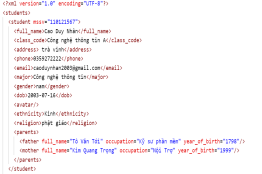 <?xml version="1.0" encoding="UTF-8"?>
<students>
<student mssv="110121567">
<full_name>Cao Duy Nhân</full_name>
<class_code>Công nghệ thông tin A</class_code>
<address> trà vinh</address>
<phone>0359272222</phone>
<email>caoduynhan2003@gmail.com</email>
<major>Công nghệ thông tin</major>
<gender>nam</gender>
<dob>2003-07-16</dob>
<avatar/>
<ethnicity>Kinh</ethnicity>
<religion>phật giáo</religion>
<parents>
<father full_name="Tô Văn Tới" occupation="Kỹ sư phần mềm" year_of_birth="1798"/>
<mother full_name="Kim Quang Trọng" occupation="Nội Trợ" year_of_birth="1999"/>
</parents>
</student>